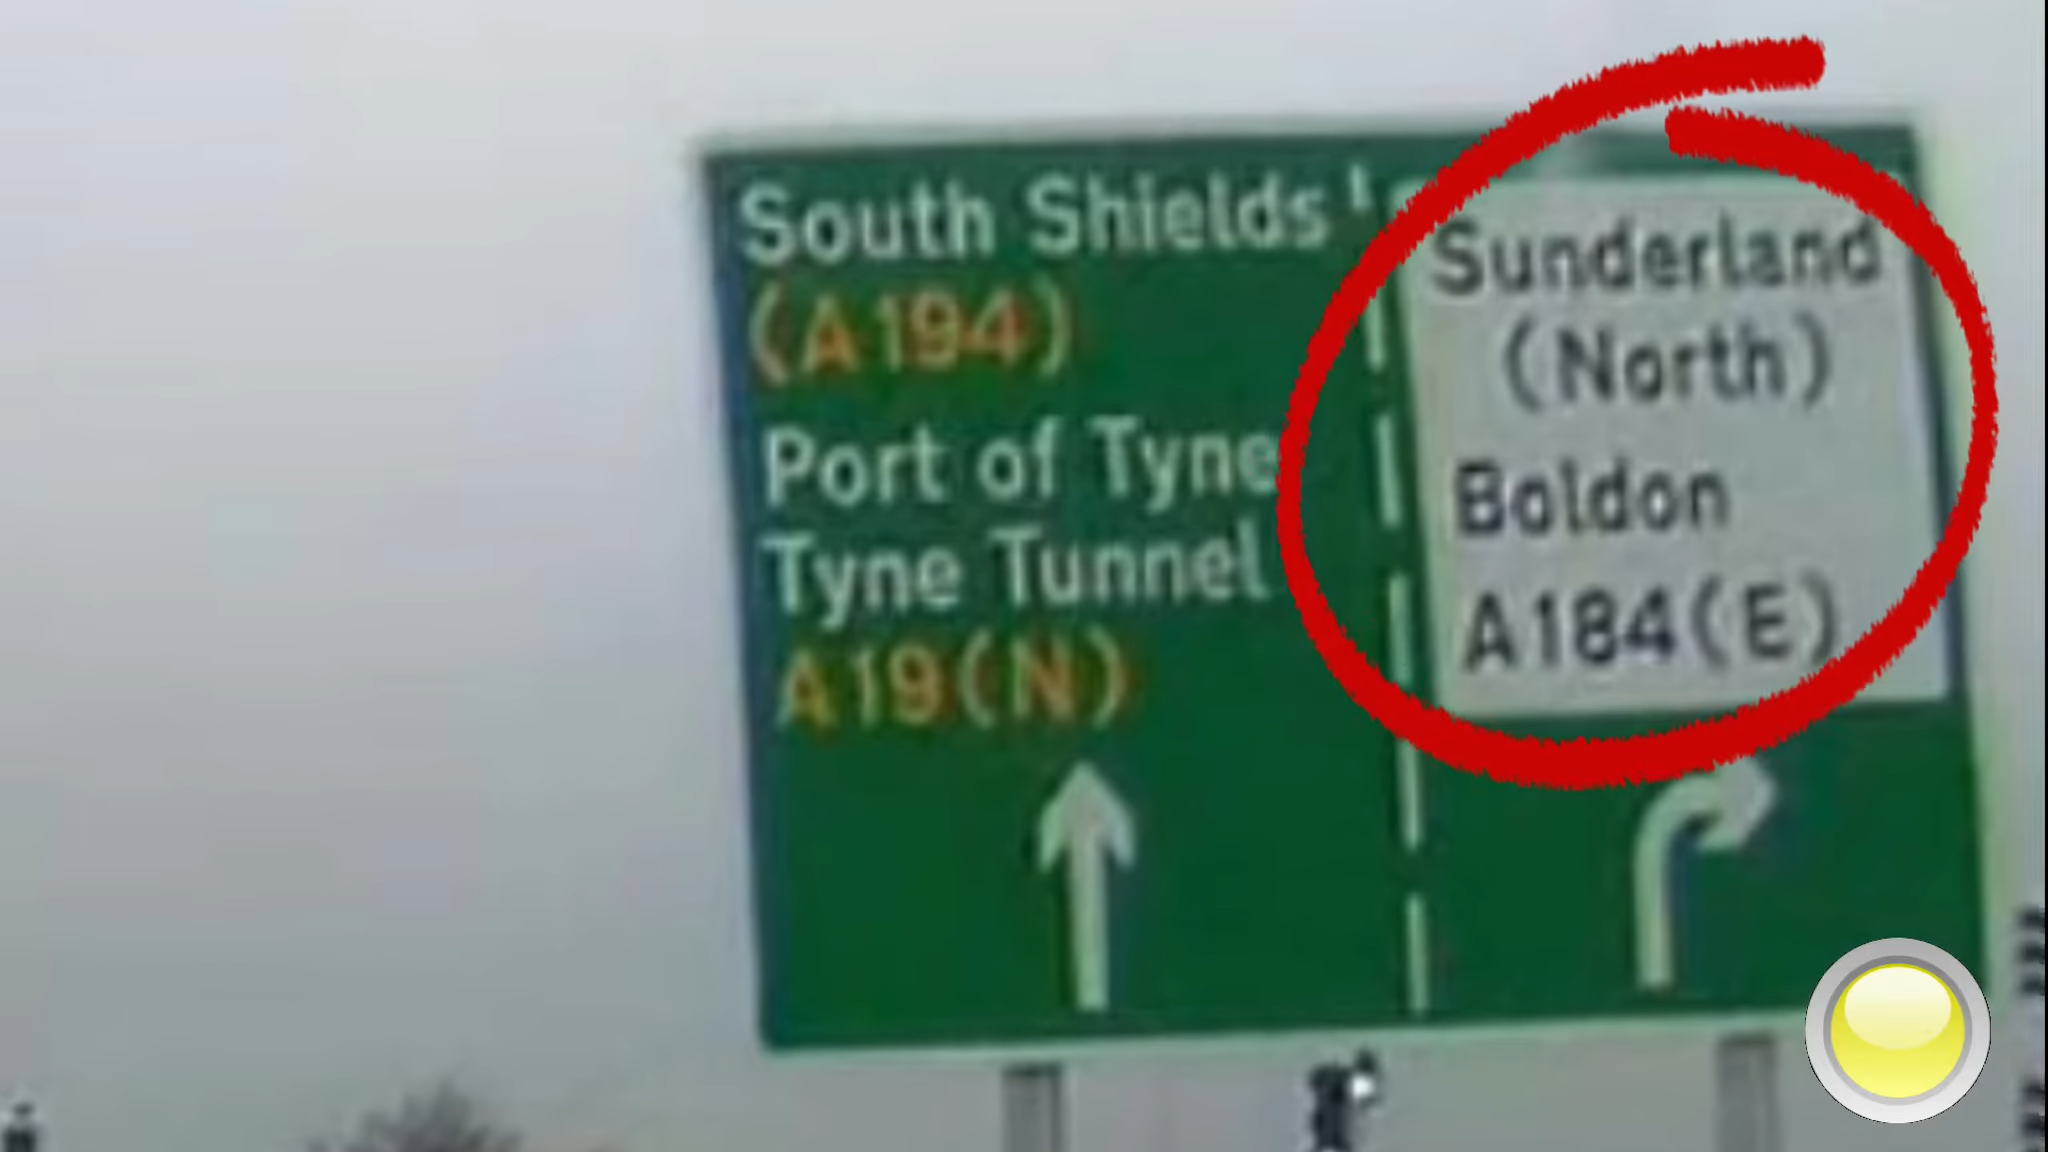 South Shields
(A194)
Port of Tyne
Tyne Tunnel
A19(N)
Sunderland
(North)
Boldon
A184(E)